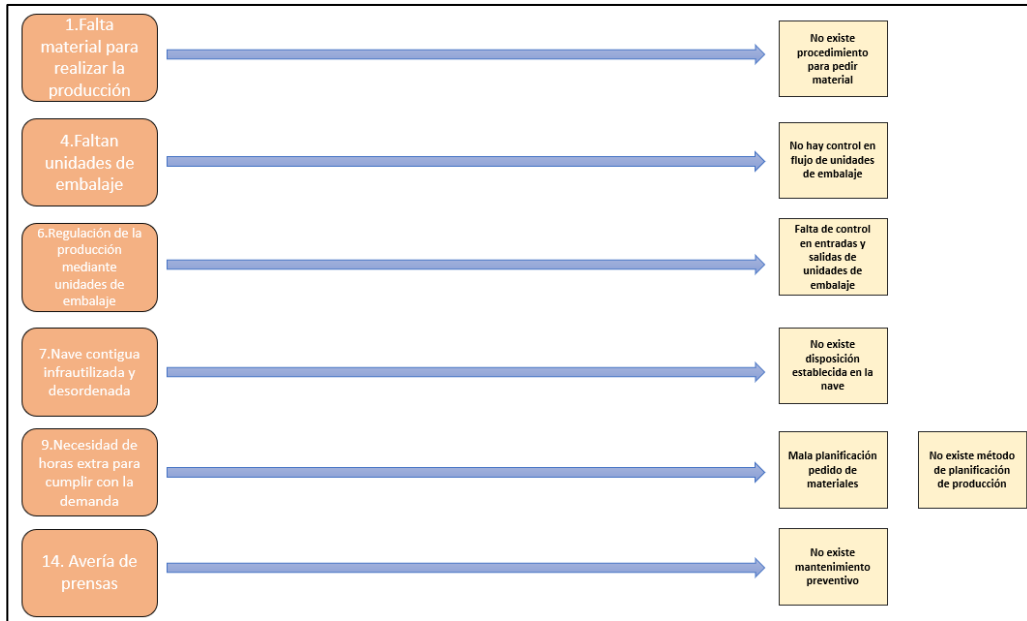 1.Falta
material para
realizar la
producción
No existe
procedimiento
para pedir
material
4.Faltan
unidades de
embalaje
No hay control en
flujo de unidades
de embalaje
6.Regulación de la
producción
mediante
unidades de
embalaje
Falta de control
en entradas y
salidas de
unidades de
embalaje
7.Nave contigua
infrautilizada y
desordenada
No existe
disposición
establecida en la
nave
9.Necesidad de
horas extra para
cumplir con la
demanda
Mala planificación
pedido de
materiales
No existe método
de planificación
de producción
14. Avería de
prensas
No existe
mantenimiento
preventivo